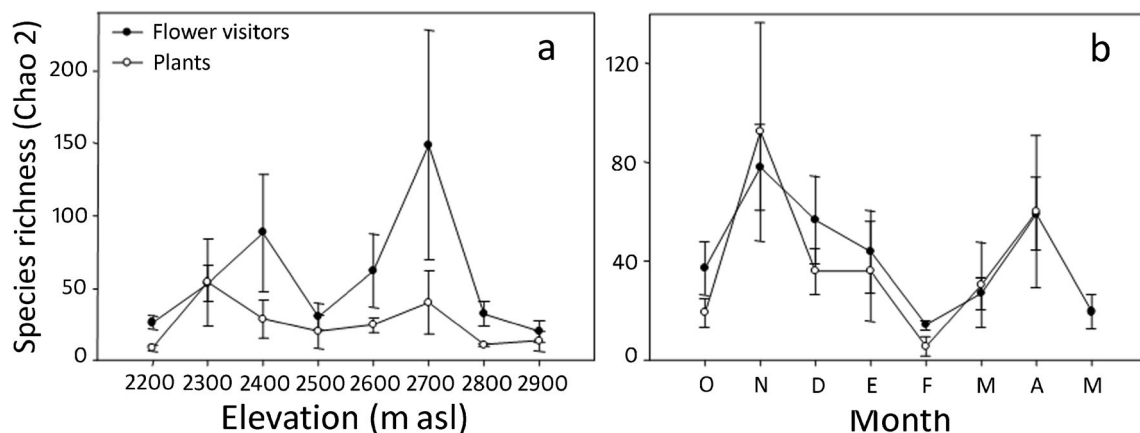 Species richness (Chao 2)
Flower visitors
Plants
a
200
150
100
50
0
2200 2300 2400 2500 2600 2700 2800 2900
Elevation (m asl)
b
120
80
40
0
O N D E F M A M
Month